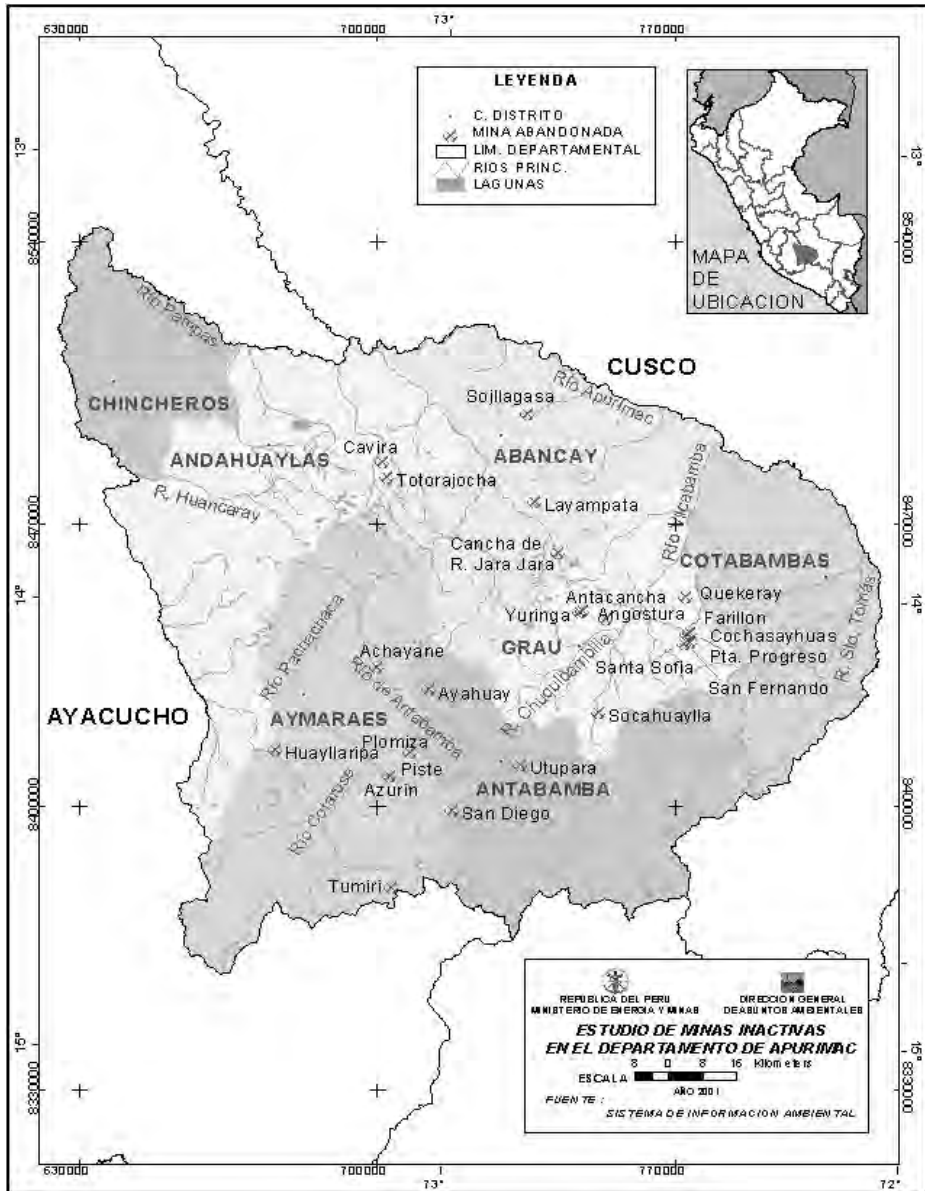 630000
700000
73°
770000
LEYENDA
C. DISTRITO
MINA ABANDONADA
LIM. DEPARTAMENTAL
RIOS PRINC.
LAGUNAS
MAPA
DE
UBICACION
13°
13°
8540000
8540000
Río Pampas
CUSCO
Río Apurimac
Sojllagasa
CHINCHEROS
ANDAHUAYLAS
Cavira
Totorajocha
ABANCAY
R. Huancaray
Layampata
Río Vilcabamba
8470000
8470000
Cancha de
R. Jara Jara
COTABAMBAS
14°
14°
Antacancha
Quekeray
Yuringa
Angostura
Farillon
Cochasayhuas
GRAU
Santa Sofia
Pta. Progreso
San Fernando
R. Sto. Tomás
Río Pachachaca
Achayane
Río de Antabamba
Ayahuay
R. Chuquibambilla
Socahuaylla
AYACUCHO
AYMARAES
Huayllaripa
Plomiza
Piste
Azurin
Utupara
ANTABAMBA
San Diego
Río Cotaruse
8400000
8400000
Tumiri
REPUBLICA DEL PERU
MINISTERIO DE ENERGIA Y MINAS
DIRECCION GENERAL
DE ASUNTOS AMBIENTALES
ESTUDIO DE MINAS INACTIVAS
EN EL DEPARTAMENTO DE APURIMAC
8 0 8 16 Kilometers
ESCALA
AÑO 2001
FUENTE :
SISTEMA DE INFORMACION AMBIENTAL
15°
15°
8330000
8330000
630000
700000
73°
770000
72°